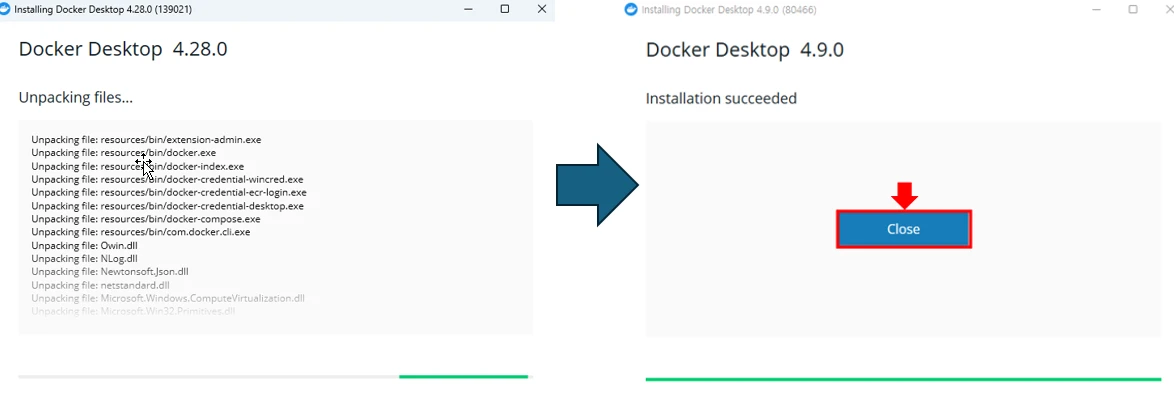 Installing Docker Desktop 4.28.0 (139021)
Docker Desktop 4.28.0
Unpacking files...
Unpacking file: resources/bin/extension-admin.exe
Unpacking file: resources/bin/docker.exe
Unpacking file: resources/bin/docker-index.exe
Unpacking file: resources/bin/docker-credential-wincred.exe
Unpacking file: resources/bin/docker-credential-ecr-login.exe
Unpacking file: resources/bin/docker-credential-desktop.exe
Unpacking file: resources/bin/docker-compose.exe
Unpacking file: resources/bin/com.docker.cli.exe
Unpacking file: Owin.dll
Unpacking file: NLog.dll
Unpacking file: Newtonsoft.Json.dll
Unpacking file: netstandard.dll
Unpacking file: Microsoft.Windows.ComputeVirtualization.dll
Unpacking file: Microsoft.Win32.Primitives.dll
Installing Docker Desktop 4.9.0 (80466)
Docker Desktop 4.9.0
Installation succeeded
Close